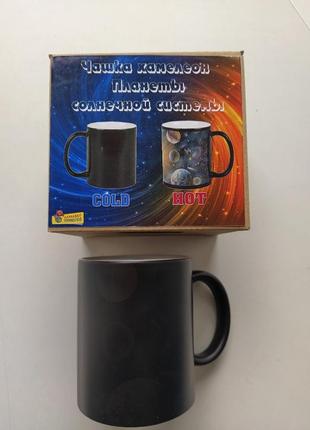 Чашка хамелеон
Планеты
солнечной системы
COLD
HOT